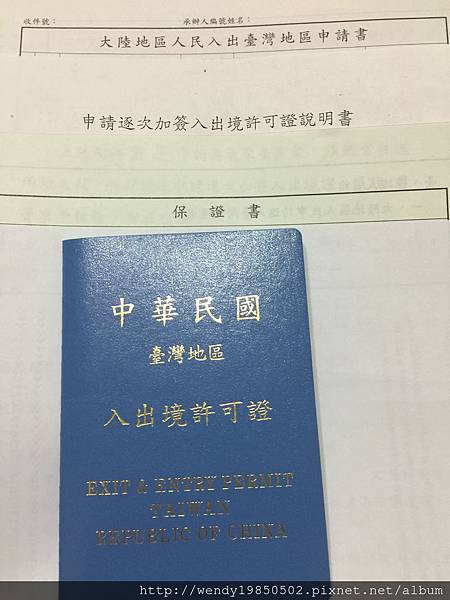 收件號： 承辦人編號姓名：
大陸地區人民入出臺灣地區申請書
申請逐次加簽入出境許可證說明書
保證書
中華民國
臺灣地區
入出境許可證
EXIT & ENTRY PERMIT
TAIWAN
REPUBLIC OF CHINA
http://wendy19850502.pixnet.net/album